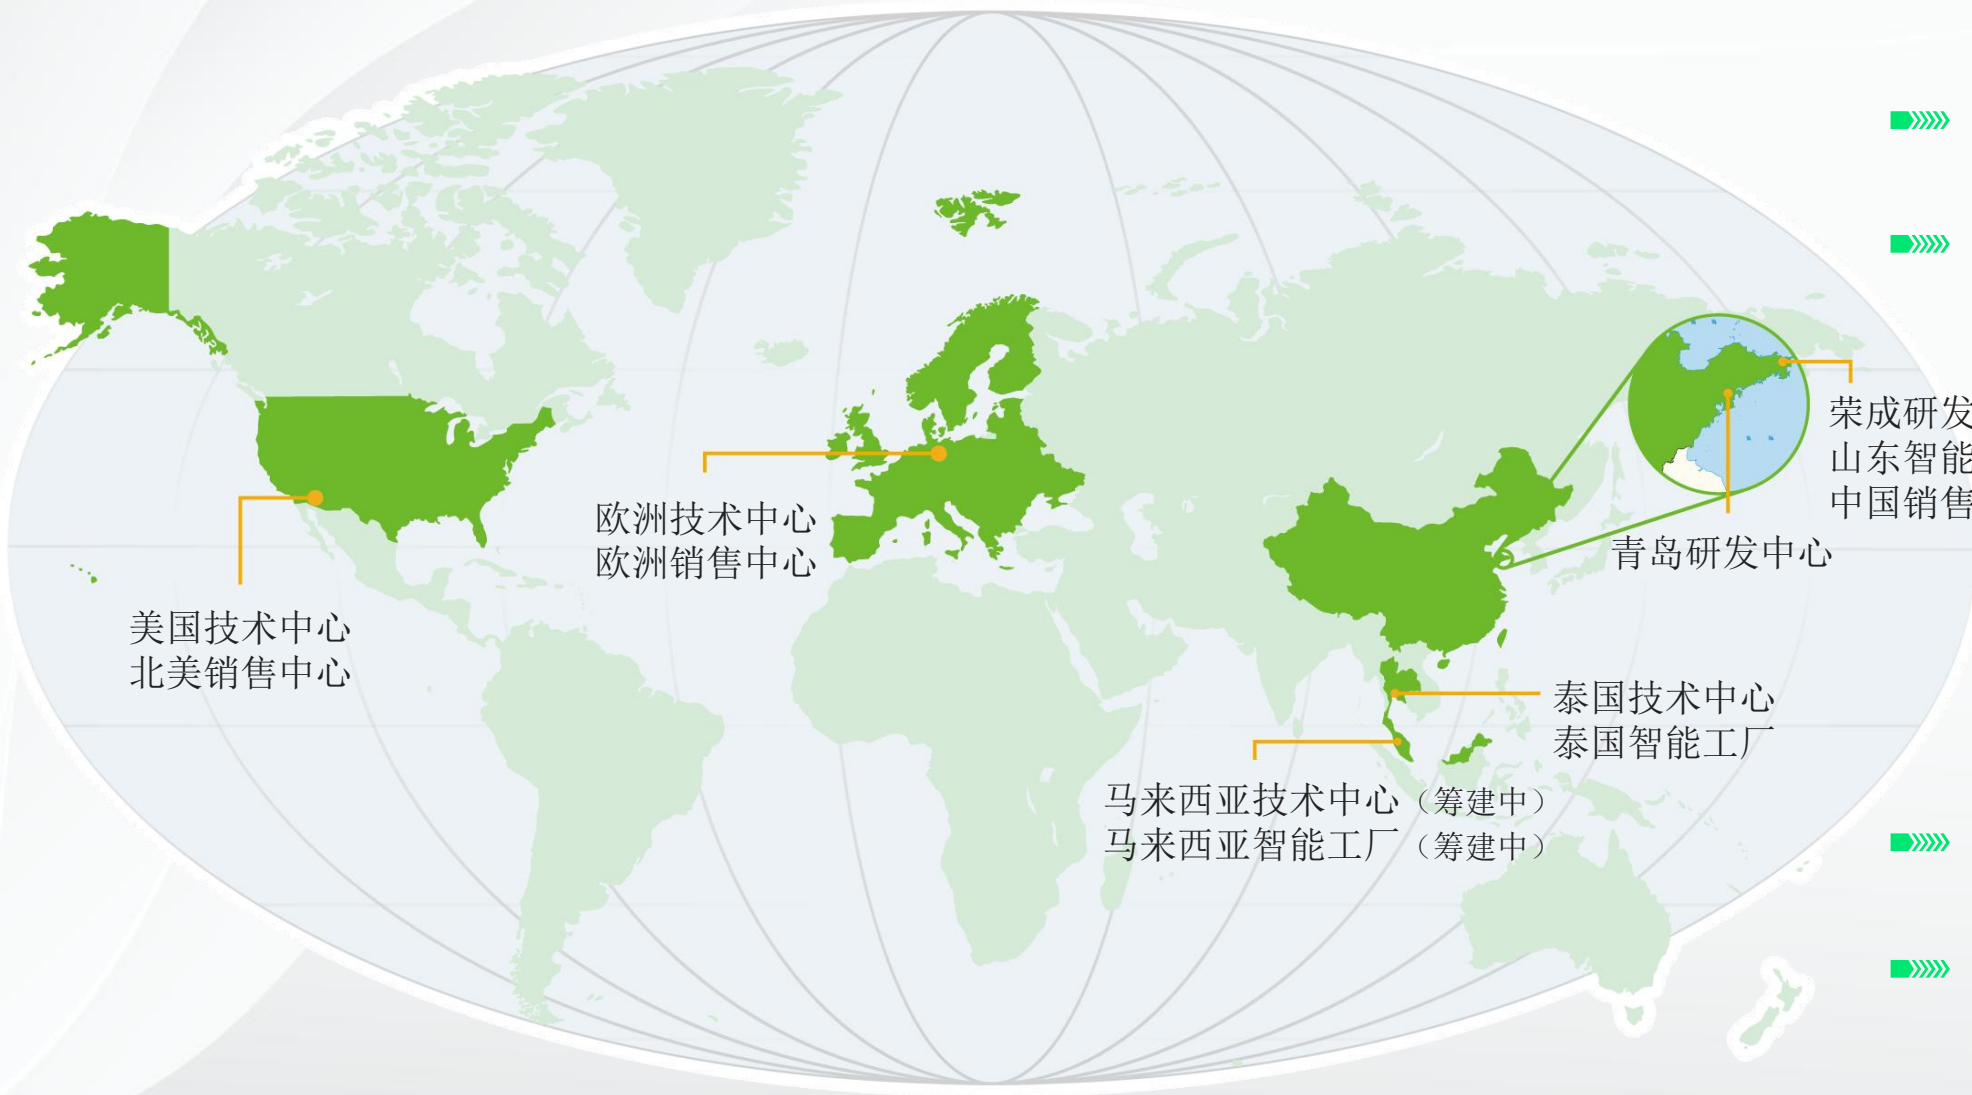 荣成研发
山东智能
中国销售
欧洲技术中心
欧洲销售中心
青岛研发中心
美国技术中心
北美销售中心
泰国技术中心
泰国智能工厂
马来西亚技术中心（筹建中）
马来西亚智能工厂（筹建中）